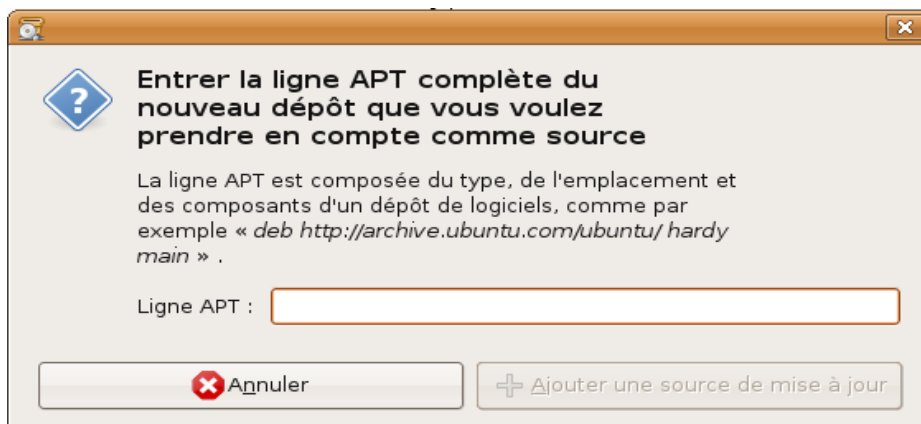 Entrer la ligne APT complète du
nouveau dépôt que vous voulez
prendre en compte comme source
La ligne APT est composée du type, de l'emplacement et
des composants d'un dépôt de logiciels, comme par
exemple « deb http://archive.ubuntu.com/ubuntu/ hardy
main » .
Ligne APT :
Annuler
Ajouter une source de mise à jour